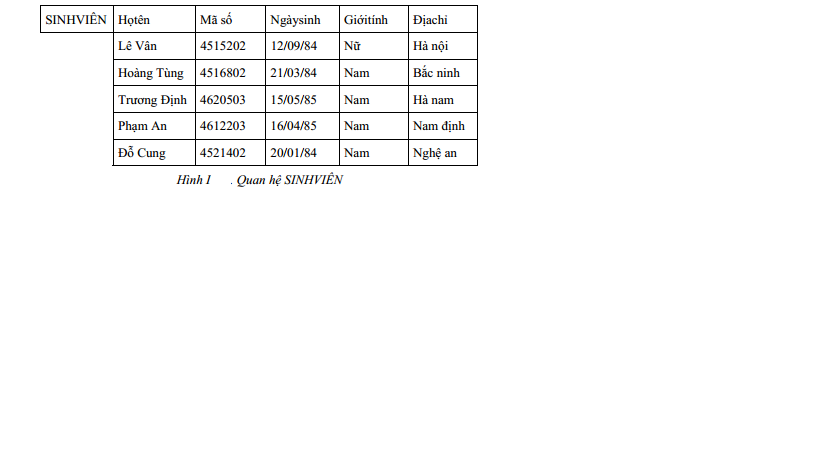 SINHVIÊN Họtên Mã số Ngàysinh Giớitính Địachỉ
Lê Vân 4515202 12/09/84 Nữ Hà nội
Hoàng Tùng 4516802 21/03/84 Nam Bắc ninh
Trương Định 4620503 15/05/85 Nam Hà nam
Phạm An 4612203 16/04/85 Nam Nam định
Đỗ Cung 4521402 20/01/84 Nam Nghệ an
Hình I . Quan hệ SINHVIÊN